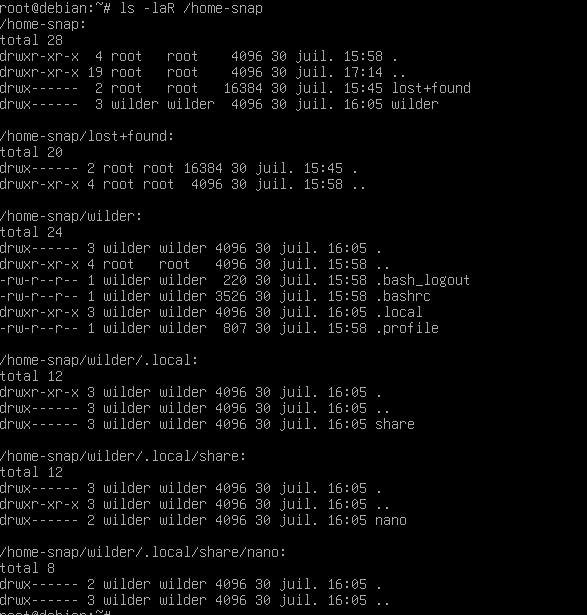 root@debian:~# ls -laR /home-snap
/home-snap:
total 28
drwxr-xr-x  4 root   root    4096 30 juil. 15:58 .
drwxr-xr-x 19 root   root    4096 30 juil. 17:14 ..
drwx------  2 root   root   16384 30 juil. 15:45 lost+found
drwx------  3 wilder wilder  4096 30 juil. 16:05 wilder

/home-snap/lost+found:
total 20
drwx------ 2 root root 16384 30 juil. 15:45 .
drwxr-xr-x 4 root root  4096 30 juil. 15:58 ..

/home-snap/wilder:
total 24
drwx------ 3 wilder wilder 4096 30 juil. 16:05 .
drwxr-xr-x 4 root   root   4096 30 juil. 15:58 ..
-rw-r--r-- 1 wilder wilder  220 30 juil. 15:58 .bash_logout
-rw-r--r-- 1 wilder wilder 3526 30 juil. 15:58 .bashrc
drwxr-xr-x 3 wilder wilder 4096 30 juil. 16:05 .local
-rw-r--r-- 1 wilder wilder  807 30 juil. 15:58 .profile

/home-snap/wilder/.local:
total 12
drwxr-xr-x 3 wilder wilder 4096 30 juil. 16:05 .
drwx------ 3 wilder wilder 4096 30 juil. 16:05 ..
drwx------ 3 wilder wilder 4096 30 juil. 16:05 share

/home-snap/wilder/.local/share:
total 12
drwx------ 3 wilder wilder 4096 30 juil. 16:05 .
drwxr-xr-x 3 wilder wilder 4096 30 juil. 16:05 ..
drwx------ 2 wilder wilder 4096 30 juil. 16:05 nano

/home-snap/wilder/.local/share/nano:
total 8
drwx------ 2 wilder wilder 4096 30 juil. 16:05 .
drwx------ 3 wilder wilder 4096 30 juil. 16:05 ..
root@debian:~#